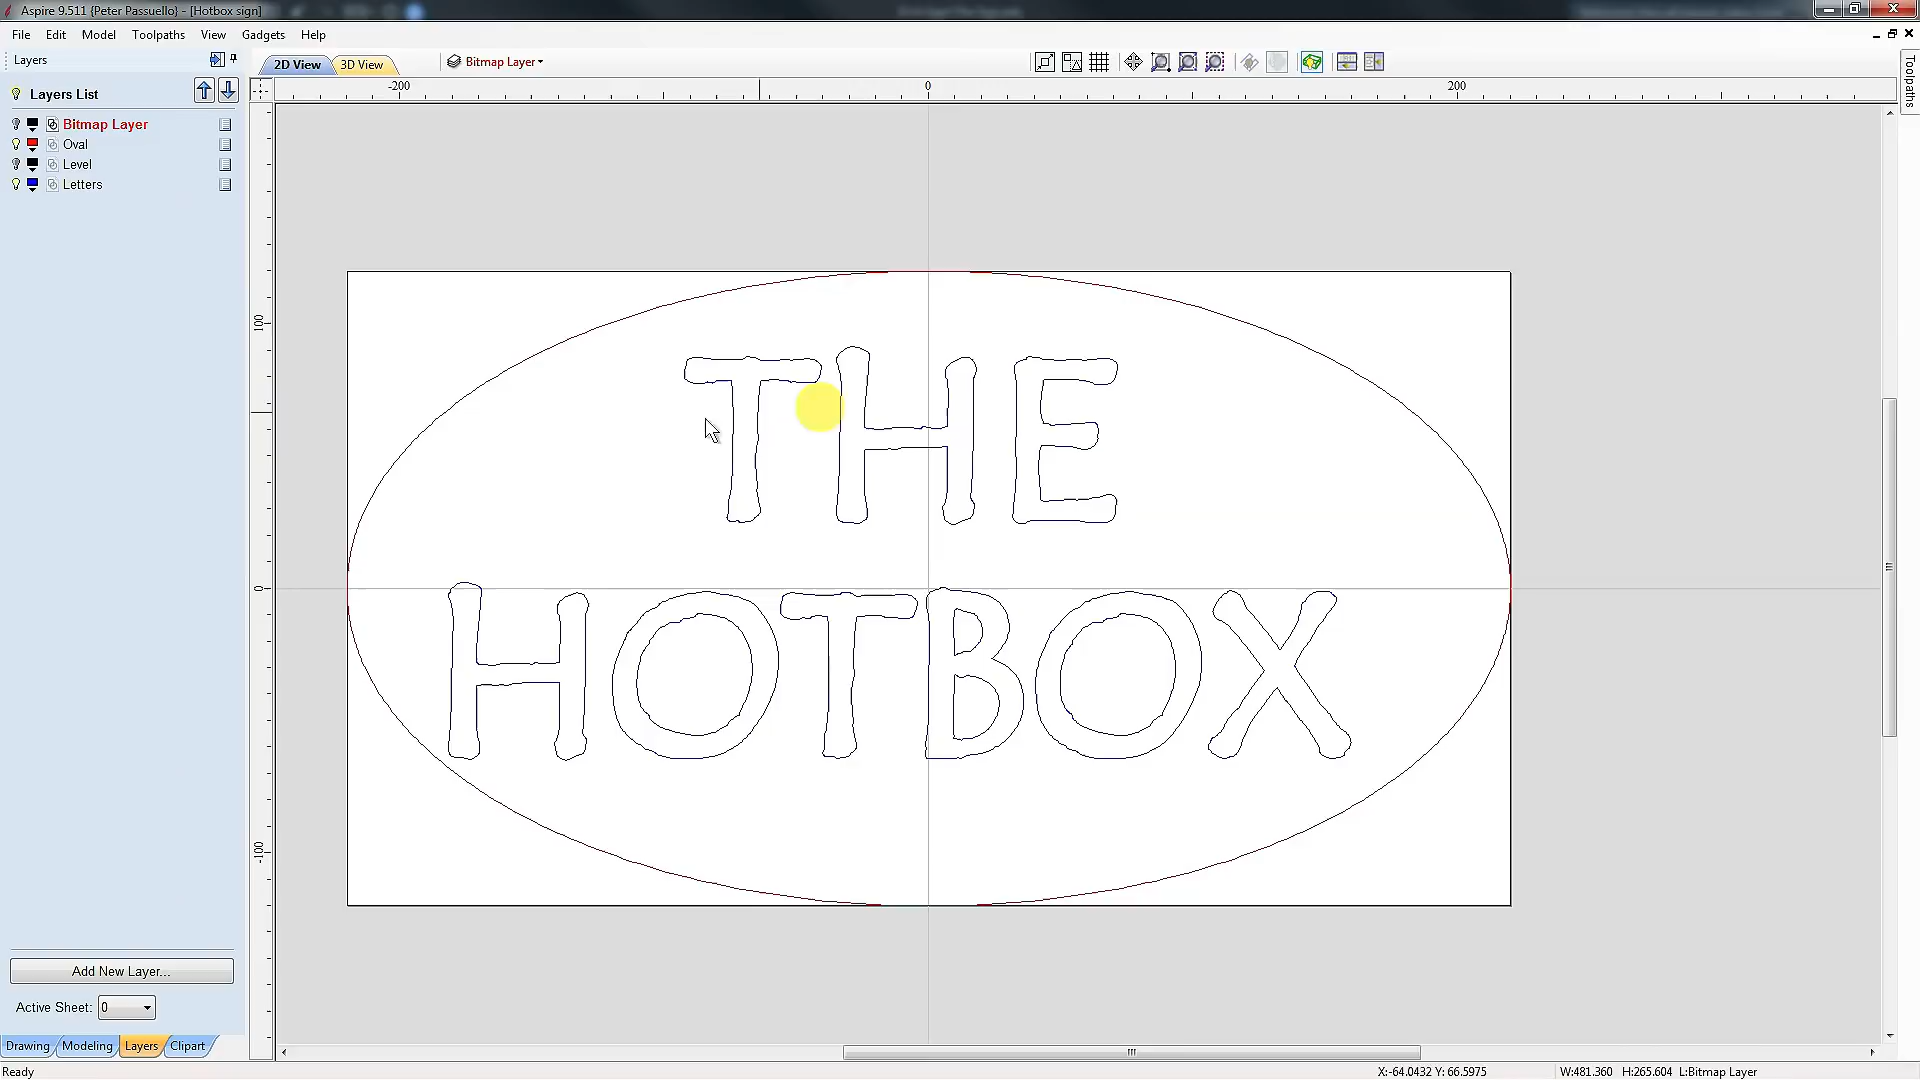 Aspire 9.511 {Peter Passuello} - [Hotbox sign]
File Edit Model Toolpaths View Gadgets Help
Layers
2D View 3D View Bitmap Layer
Toolpaths
-200 0 200
Layers List
Bitmap Layer
Oval
Level
Letters
100
0
-100
THE
HOTBOX
Add New Layer...
Active Sheet: 0
Drawing Modeling Layers Clipart
Ready X:-64.0432 Y: 66.5975 W:481.360 H:265.604 L:Bitmap Layer